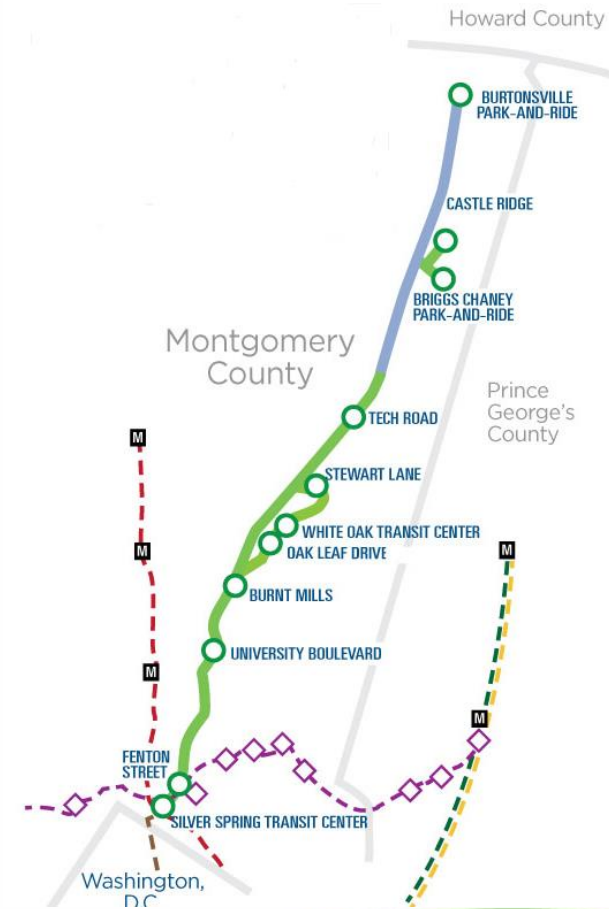 Howard County
BURTONSVILLE
PARK-AND-RIDE
CASTLE RIDGE
BRIGGS CHANEY
PARK-AND-RIDE
Montgomery
County
Prince
George's
County
TECH ROAD
STEWART LANE
M
WHITE OAK TRANSIT CENTER
OAK LEAF DRIVE
M
M
BURNT MILLS
UNIVERSITY BOULEVARD
M
M
FENTON
STREET
SILVER SPRING TRANSIT CENTER
Washington,
D.C.